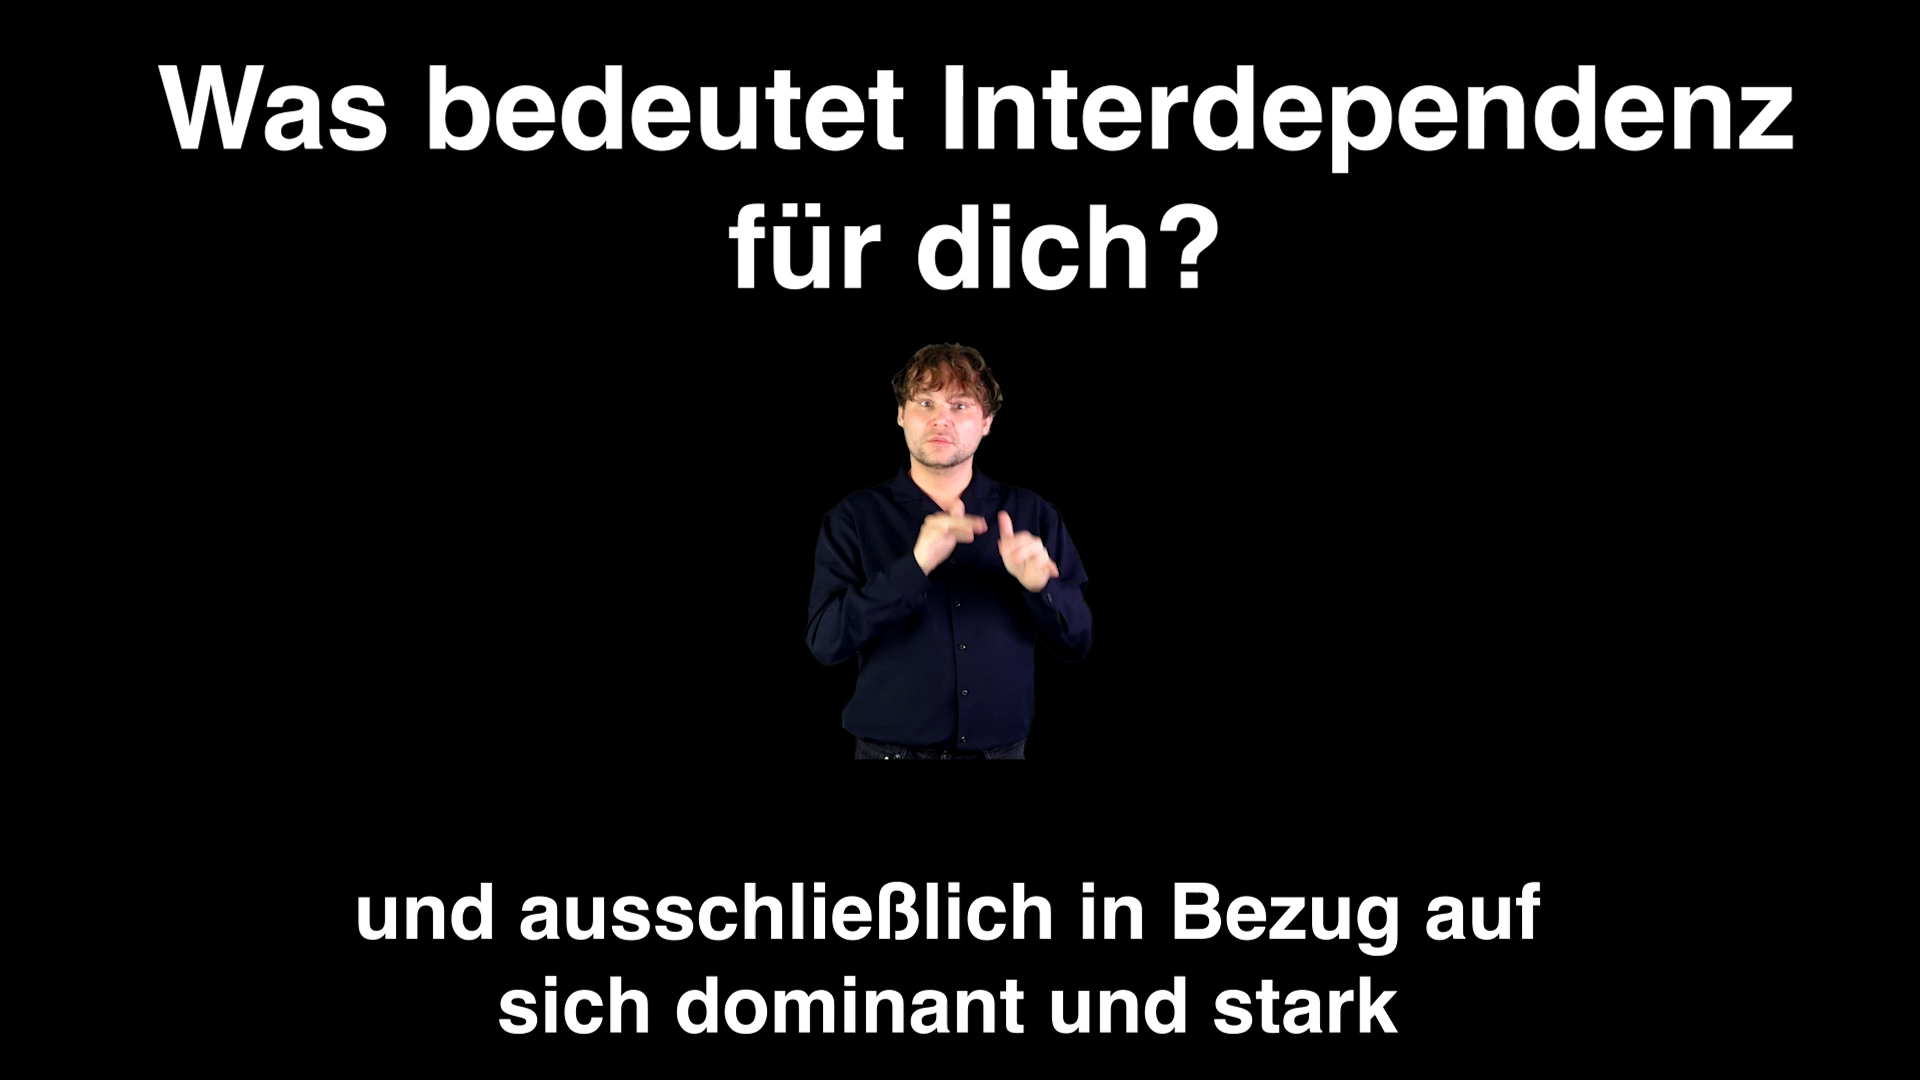 Was bedeutet Interdependenz
für dich?
und ausschließlich in Bezug auf
sich dominant und stark